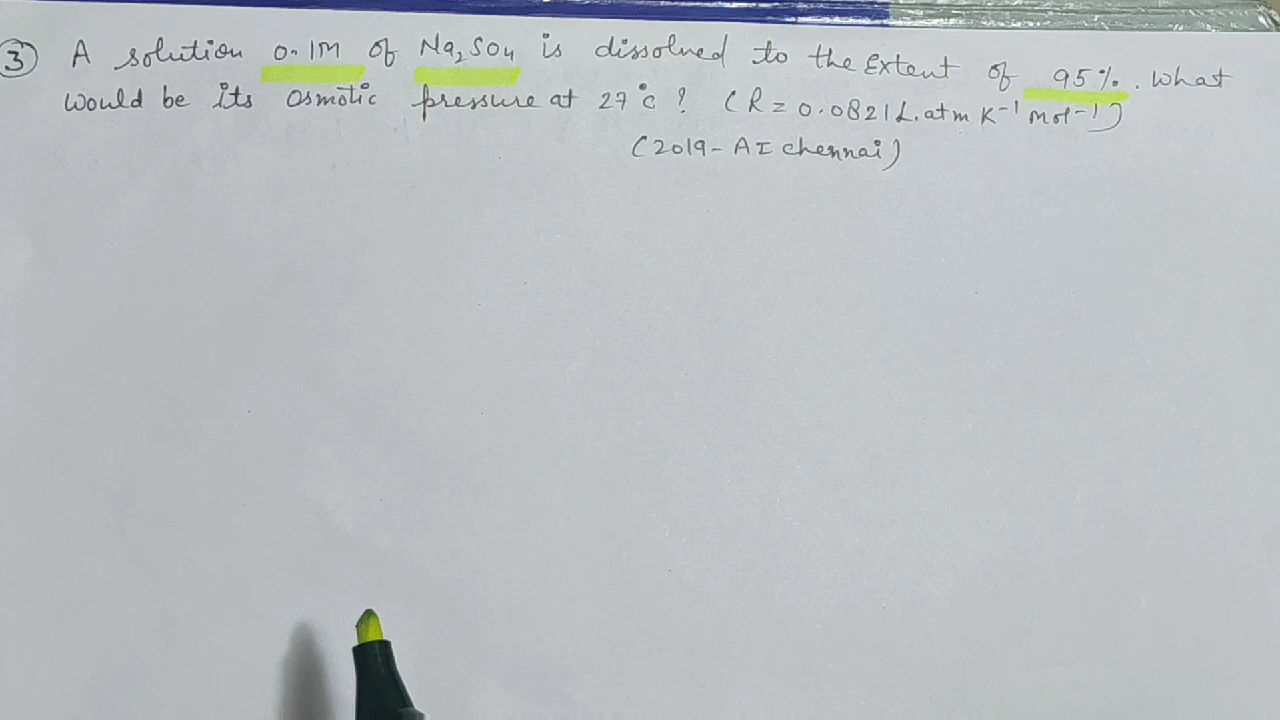 ③ A solution 0.1M of Na₂SO₄ is dissolved to the Extent of 95%. What
would be its osmotic pressure at 27°c ? (R = 0.0821 L.atm K⁻¹ mol⁻¹)
(2019 - AI chennai)